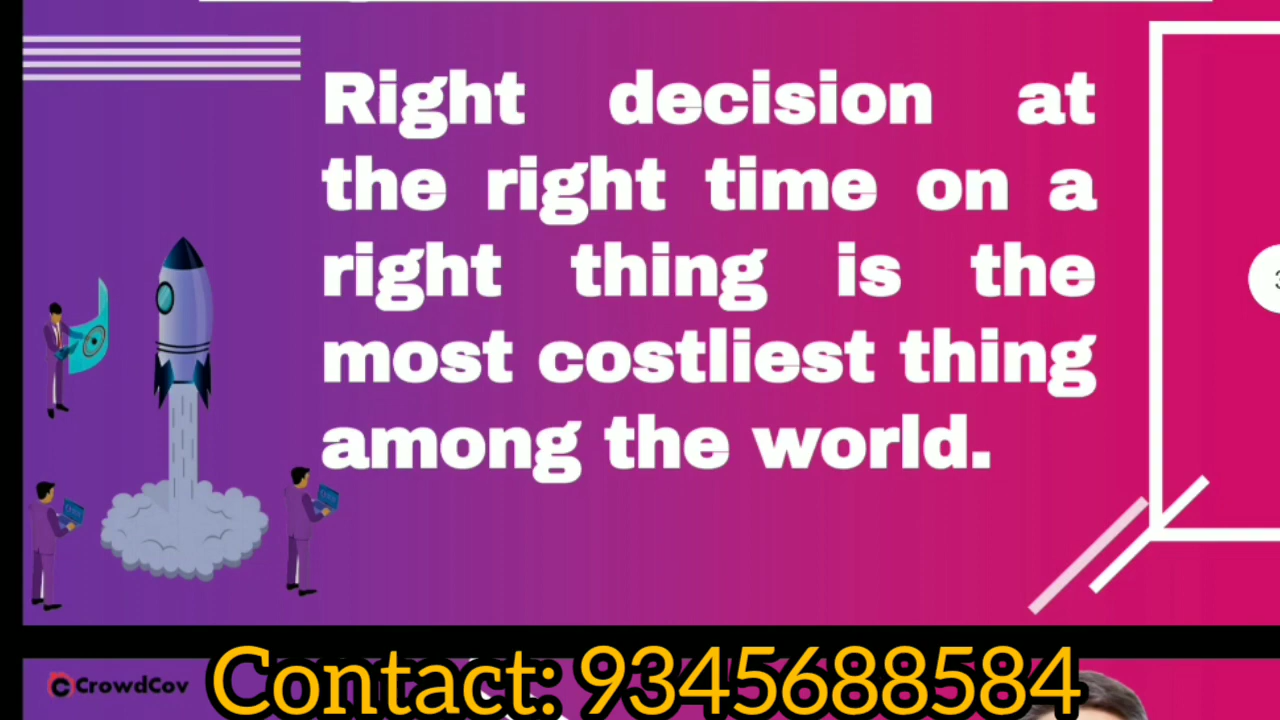 Right decision at
the right time on a
right thing is the
most costliest thing
among the world.
CrowdCov
Contact: 9345688584